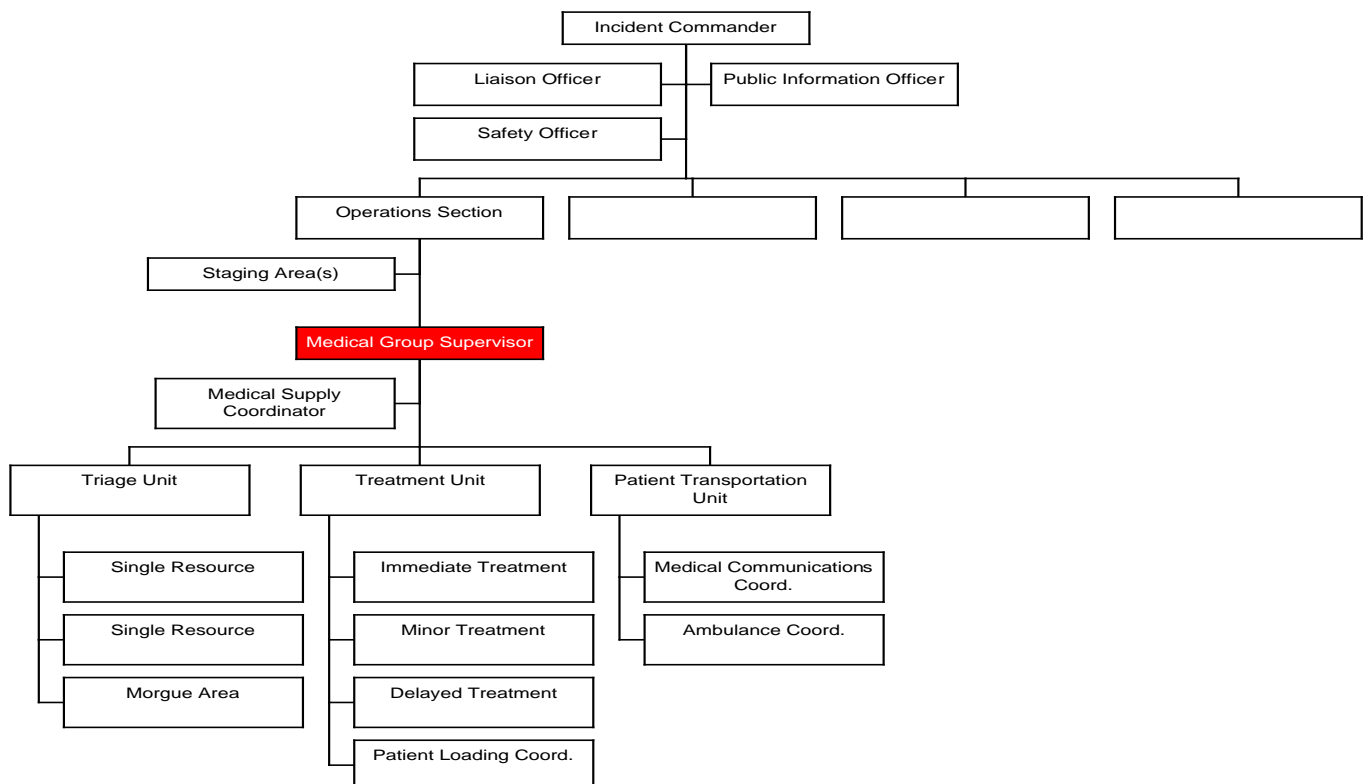 Incident Commander
Liaison Officer
Public Information Officer
Safety Officer
Operations Section
Staging Area(s)
Medical Group Supervisor
Medical Supply
Coordinator
Triage Unit
Treatment Unit
Patient Transportation
Unit
Single Resource
Immediate Treatment
Medical Communications
Coord.
Single Resource
Minor Treatment
Ambulance Coord.
Morgue Area
Delayed Treatment
Patient Loading Coord.